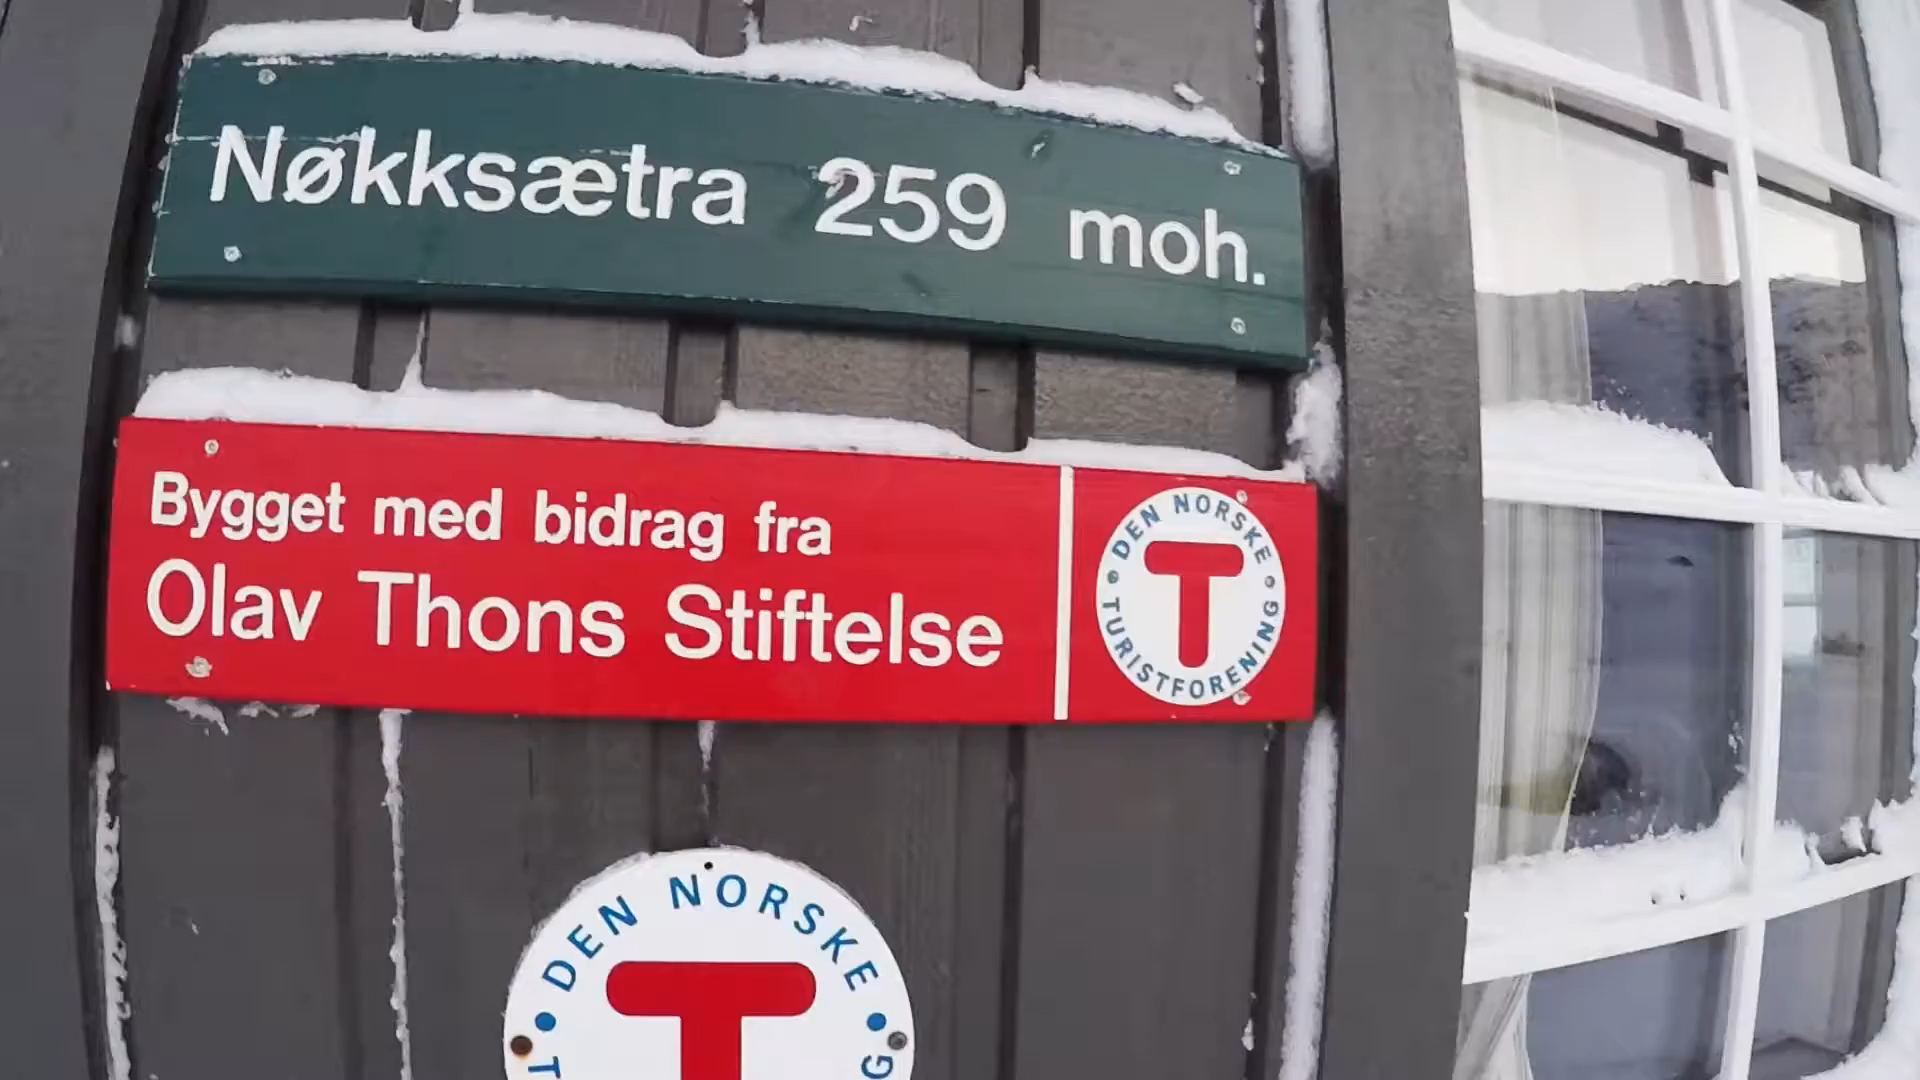 Nøkksætra 259 moh.
Bygget med bidrag fra
Olav Thons Stiftelse
DEN NORSKE
T
TURISTFORENING
DEN NORSKE
T